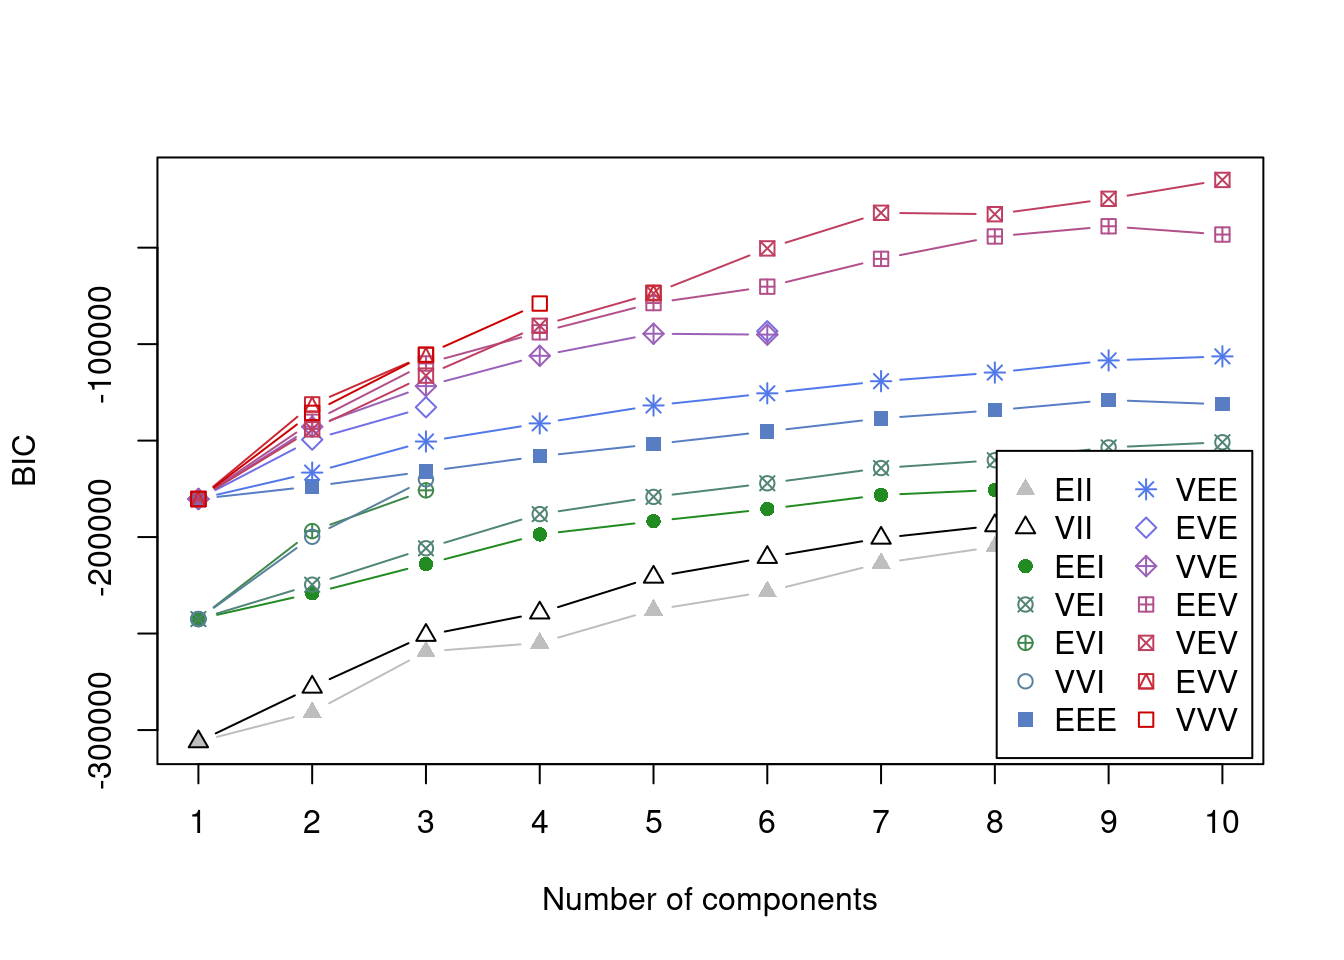 BIC
-100000
-200000
-300000
1 2 3 4 5 6 7 8 9 10
Number of components
EII VEE
VII EVE
EEI VVE
VEI EEV
EVI VEV
VVI EVV
EEE VVV